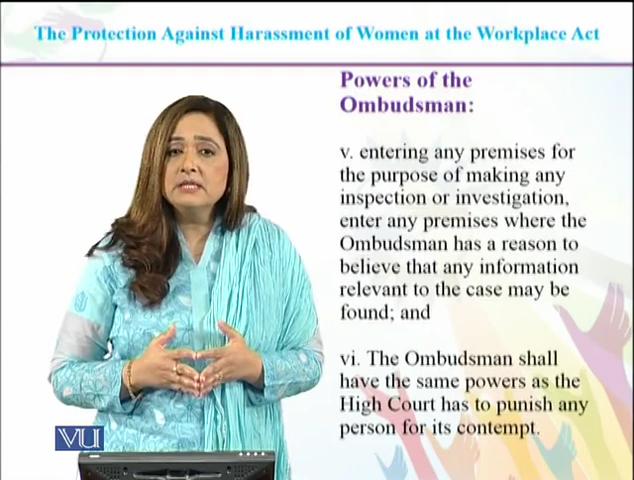 The Protection Against Harassment of Women at the Workplace Act
Powers of the
Ombudsman:
v. entering any premises for
the purpose of making any
inspection or investigation,
enter any premises where the
Ombudsman has a reason to
believe that any information
relevant to the case may be
found; and
vi. The Ombudsman shall
have the same powers as the
High Court has to punish any
person for its contempt.
VU